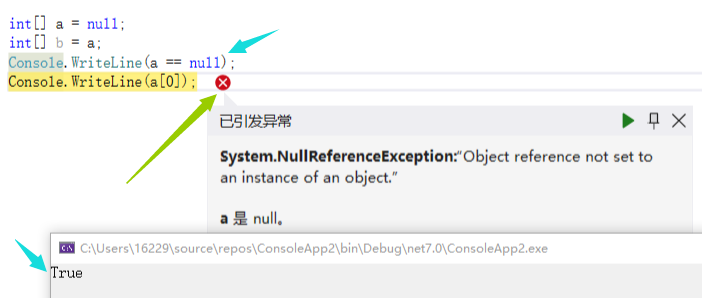 int[] a = null;
int[] b = a;
Console.WriteLine(a == null);
Console.WriteLine(a[0]);
已引发异常
System.NullReferenceException:“Object reference not set to
an instance of an object.”
a 是 null。
C:\Users\16229\source\repos\ConsoleApp2\bin\Debug\net7.0\ConsoleApp2.exe
True